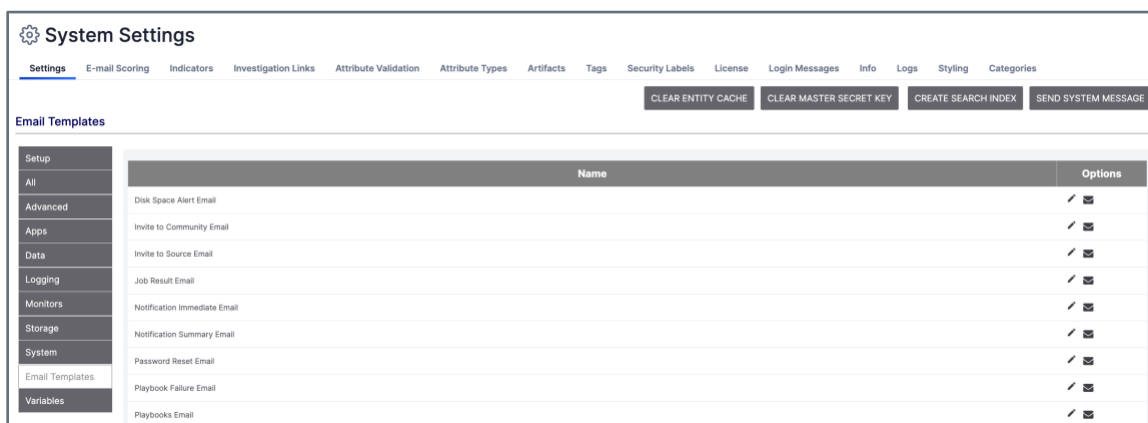 System Settings
Settings E-mail Scoring Indicators Investigation Links Attribute Validation Attribute Types Artifacts Tags Security Labels License Login Messages Info Logs Styling Categories
CLEAR ENTITY CACHE CLEAR MASTER SECRET KEY CREATE SEARCH INDEX SEND SYSTEM MESSAGE
Email Templates
Setup
All
Advanced
Apps
Data
Logging
Monitors
Storage
System
Email Templates
Variables
Name Options
Disk Space Alert Email
Invite to Community Email
Invite to Source Email
Job Result Email
Notification Immediate Email
Notification Summary Email
Password Reset Email
Playbook Failure Email
Playbooks Email